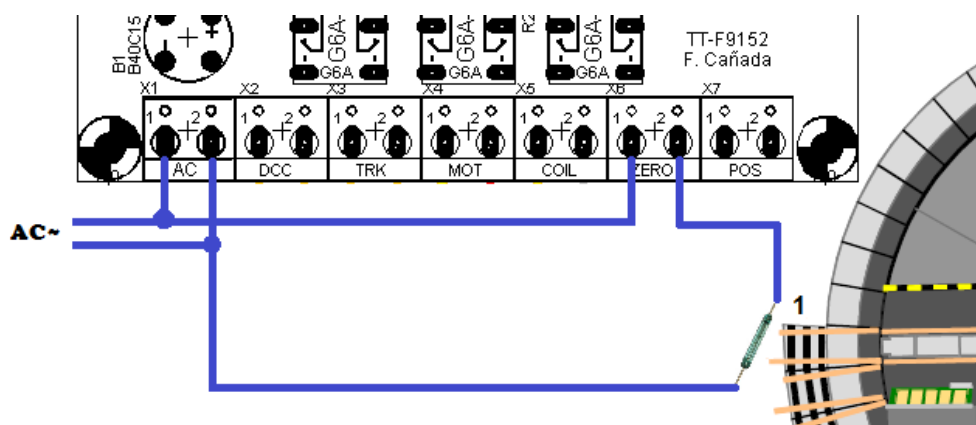 B1
B40C15
G6A
G6A
G6A
G6A
G6A
G6A
TT-F9152
F. Cañada
X1 X2 X3 X4 X5 X6 X7
1 2 1 2 1 2 1 2 1 2 1 2 1 2
AC DCC TRK MOT COIL ZERO POS
AC~
1